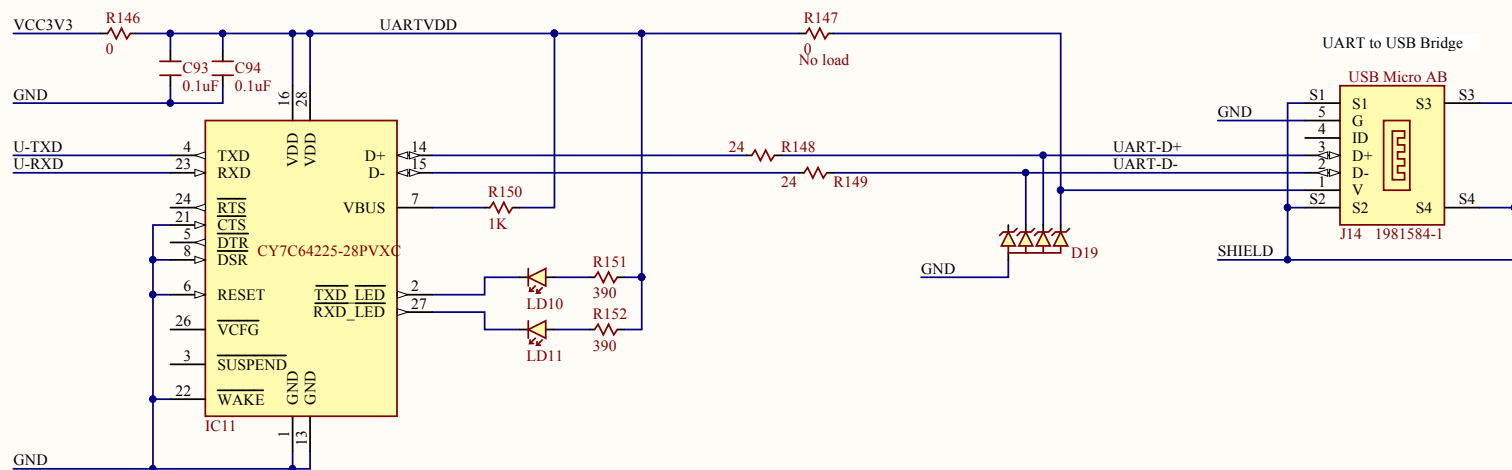 R146
VCC3V3
0
UARTVDD
R147
0
No load
UART to USB Bridge
C93
0.1uF
C94
0.1uF
GND
16
28
VDD
VDD
USB Micro AB
S1
S1
S3
S3
GND
5
G
4
ID
U-TXD
4
TXD
D+
14
24
R148
UART-D+
3
D+
U-RXD
23
RXD
D-
15
24
R149
UART-D-
2
D-
1
V
24
RTS
VBUS
7
R150
1K
S2
S2
S4
S4
21
CTS
5
DTR
8
DSR
CY7C64225-28PVXC
J14
1981584-1
D19
SHIELD
GND
6
RESET
TXD_LED
2
LD10
R151
390
RXD_LED
27
LD11
R152
390
26
VCFG
3
SUSPEND
22
WAKE
GND
GND
IC11
1
13
GND